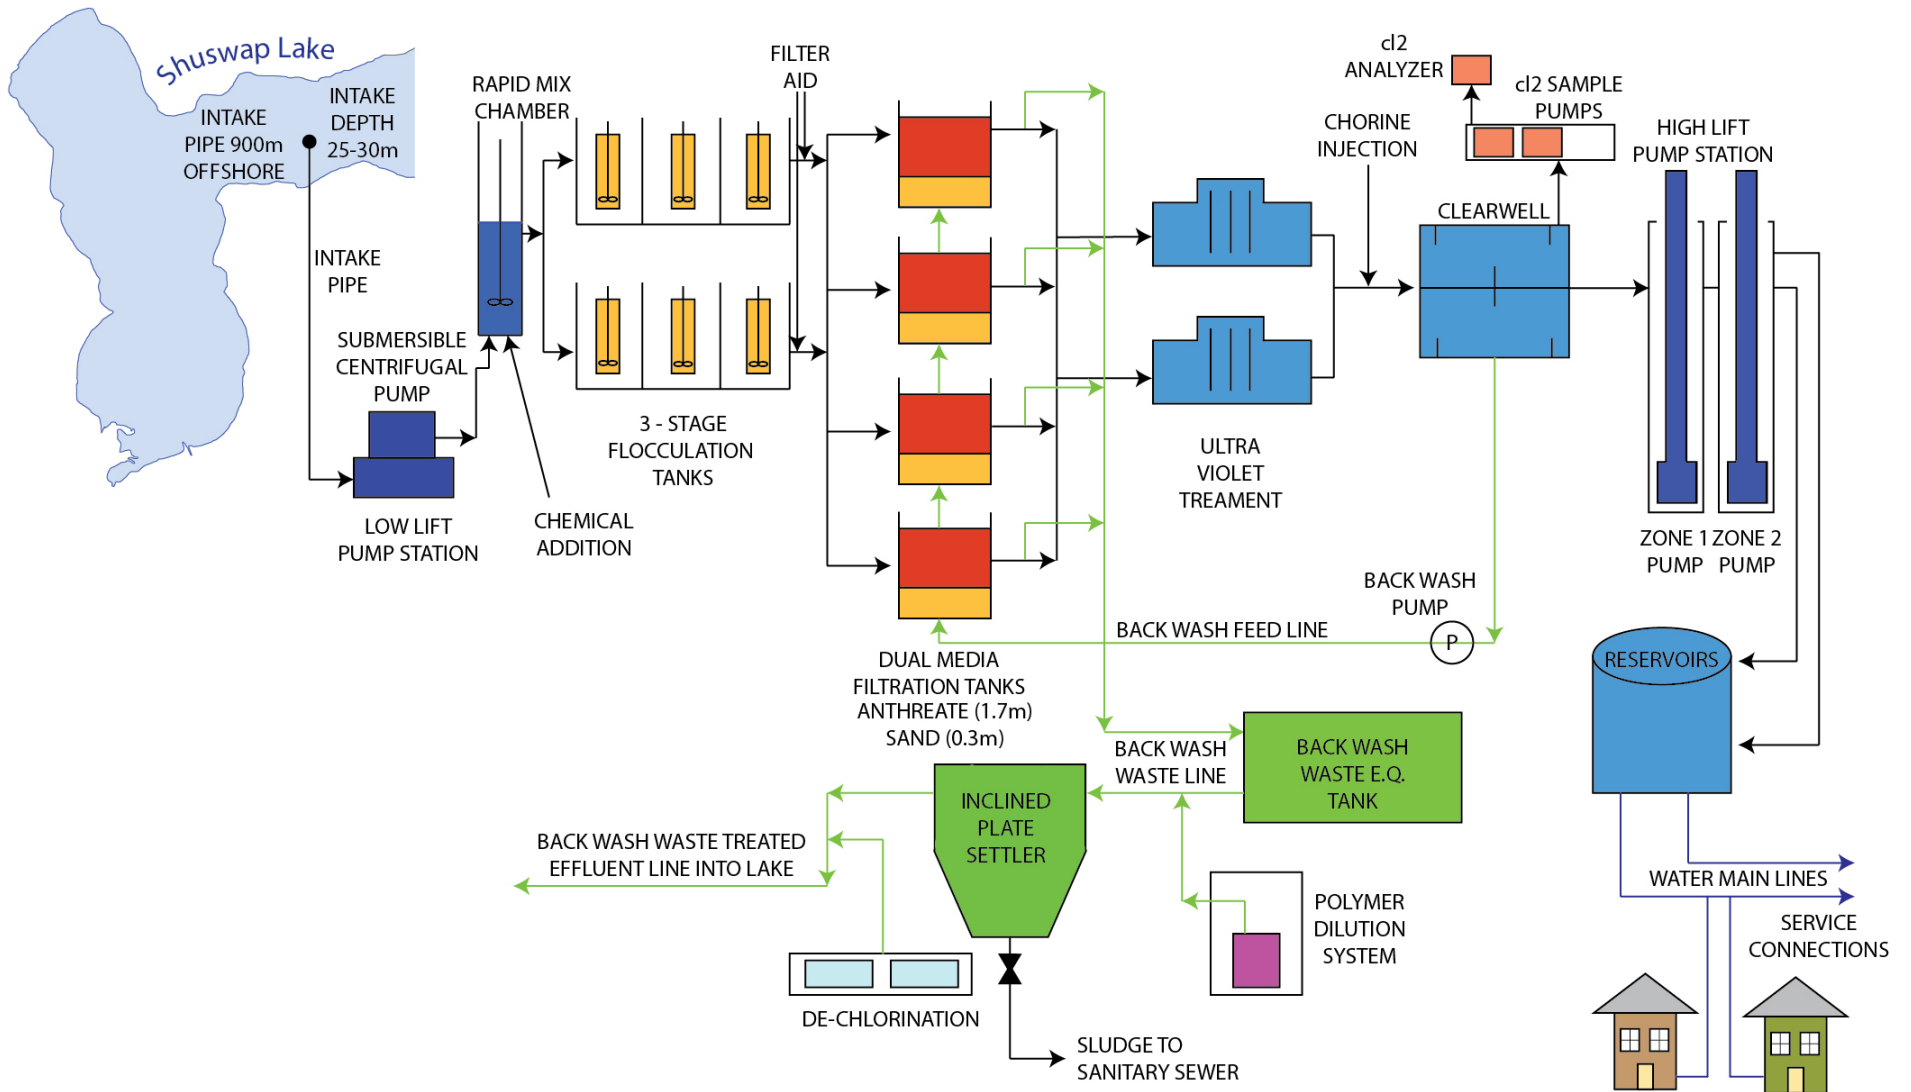 Shuswap Lake
INTAKE
PIPE 900m
OFFSHORE
INTAKE
DEPTH
25-30m
INTAKE
PIPE
SUBMERSIBLE
CENTRIFUGAL
PUMP
LOW LIFT
PUMP STATION
RAPID MIX
CHAMBER
CHEMICAL
ADDITION
3 - STAGE
FLOCCULATION
TANKS
FILTER
AID
DUAL MEDIA
FILTRATION TANKS
ANTHREATE (1.7m)
SAND (0.3m)
ULTRA
VIOLET
TREAMENT
CHORINE
INJECTION
cl2
ANALYZER
cl2 SAMPLE
PUMPS
CLEARWELL
HIGH LIFT
PUMP STATION
ZONE 1
PUMP
ZONE 2
PUMP
BACK WASH
PUMP
P
BACK WASH FEED LINE
RESERVOIRS
BACK WASH
WASTE LINE
BACK WASH
WASTE E.Q.
TANK
INCLINED
PLATE
SETTLER
BACK WASH WASTE TREATED
EFFLUENT LINE INTO LAKE
DE-CHLORINATION
POLYMER
DILUTION
SYSTEM
SLUDGE TO
SANITARY SEWER
WATER MAIN LINES
SERVICE
CONNECTIONS